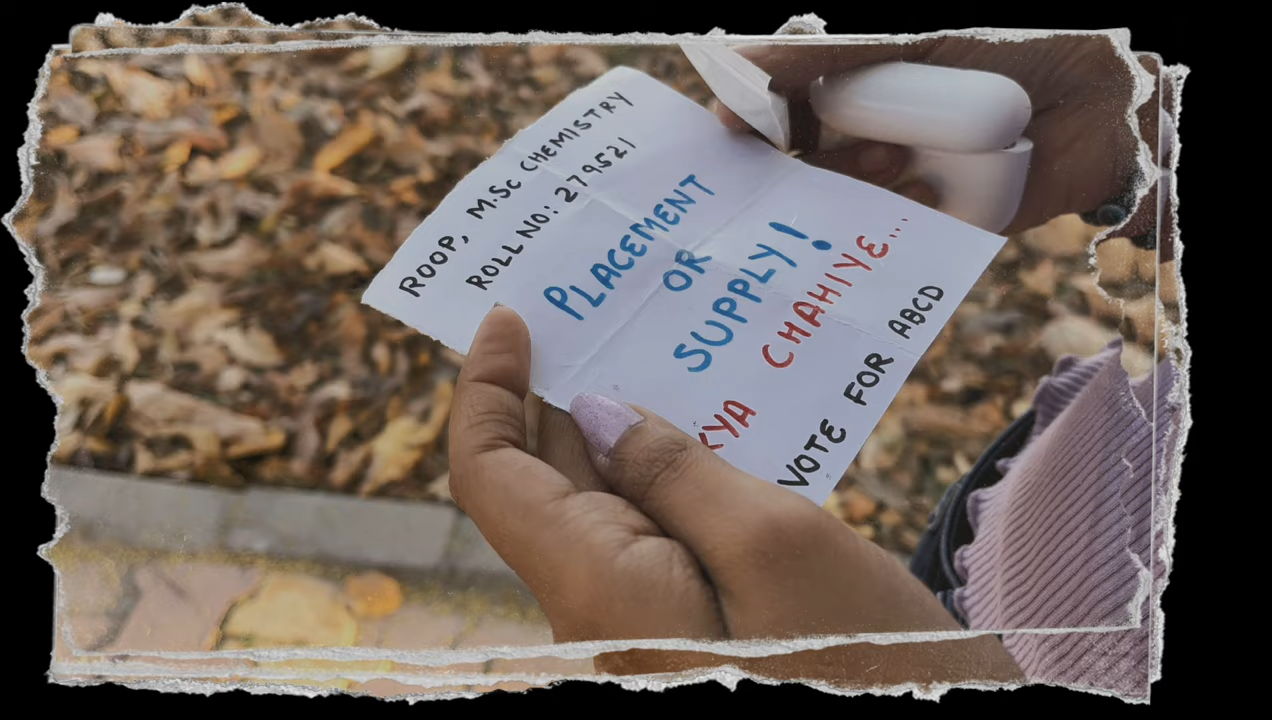 ROOP, M.SC CHEMISTRY
ROLL NO: 279521
PLACEMENT
OR
SUPPLY!
KYA CHAHIYE...
VOTE FOR ABCD